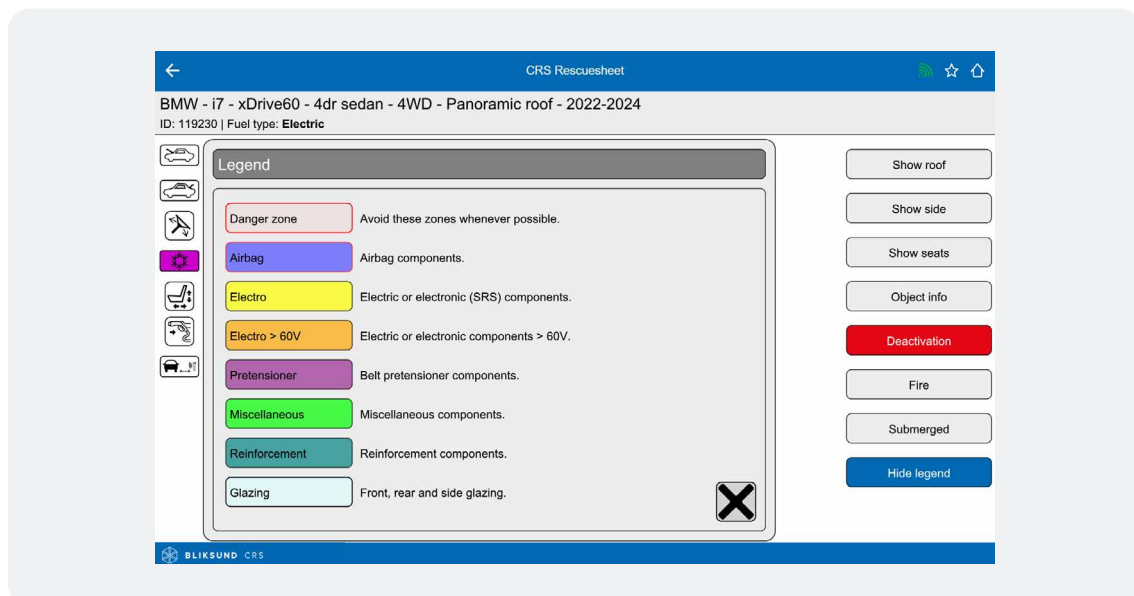 CRS Rescuesheet
BMW - i7 - xDrive60 - 4dr sedan - 4WD - Panoramic roof - 2022-2024
ID: 119230 | Fuel type: Electric
Legend
Danger zone Avoid these zones whenever possible.
Airbag Airbag components.
Electro Electric or electronic (SRS) components.
Electro > 60V Electric or electronic components > 60V.
Pretensioner Belt pretensioner components.
Miscellaneous Miscellaneous components.
Reinforcement Reinforcement components.
Glazing Front, rear and side glazing.
Show roof
Show side
Show seats
Object info
Deactivation
Fire
Submerged
Hide legend
BLIKSUND CRS